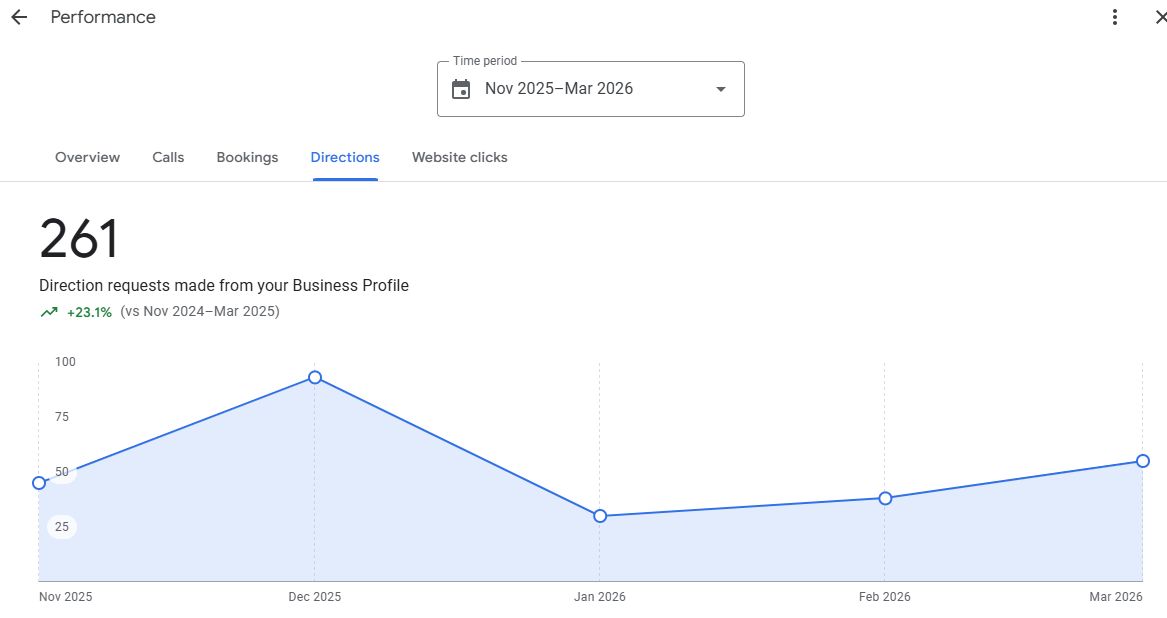 Performance
Time period
Nov 2025–Mar 2026
Overview Calls Bookings Directions Website clicks
261
Direction requests made from your Business Profile
+23.1% (vs Nov 2024–Mar 2025)
100
75
50
25
Nov 2025 Dec 2025 Jan 2026 Feb 2026 Mar 2026